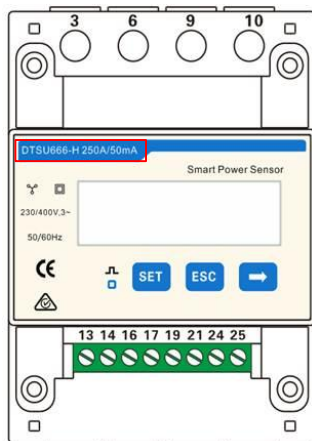 3 6 9 10
DTSU666-H 250A/50mA
Smart Power Sensor
230/400V,3~
50/60Hz
CE
SET ESC
13 14 16 17 19 21 24 25